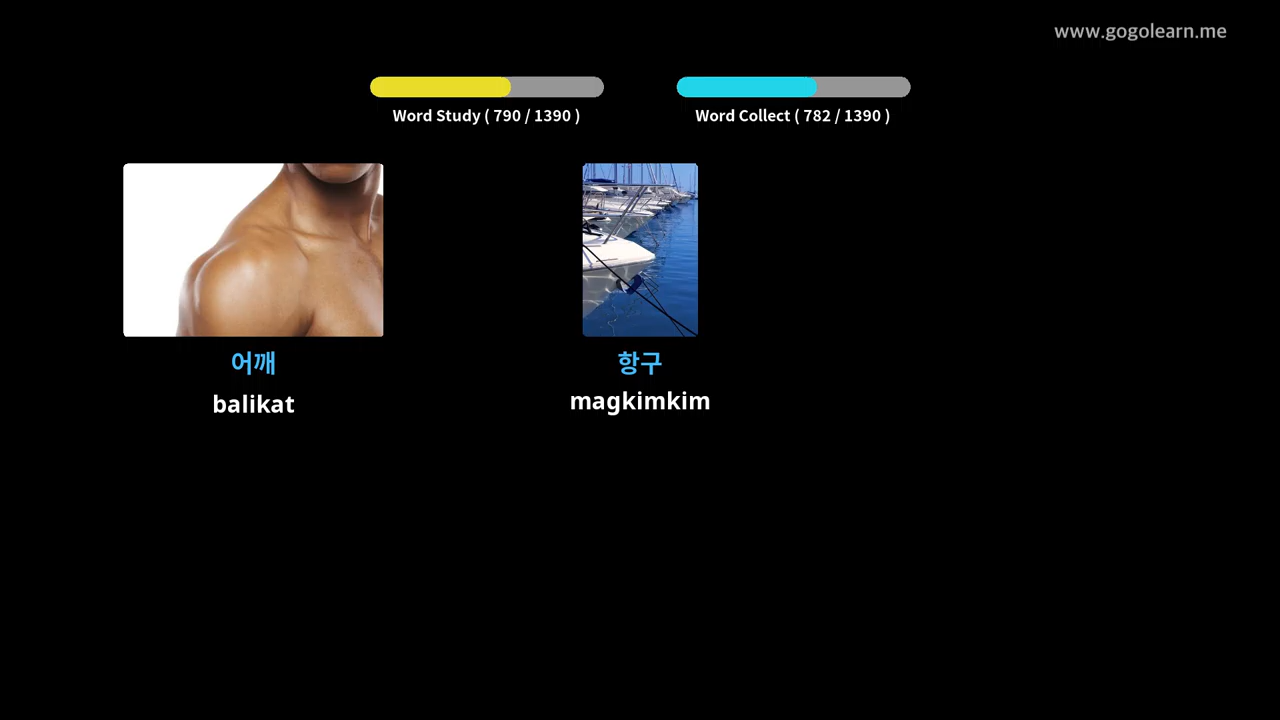 www.gogolearn.me
Word Study ( 790 / 1390 )
Word Collect ( 782 / 1390 )
어깨
balikat
항구
magkimkim